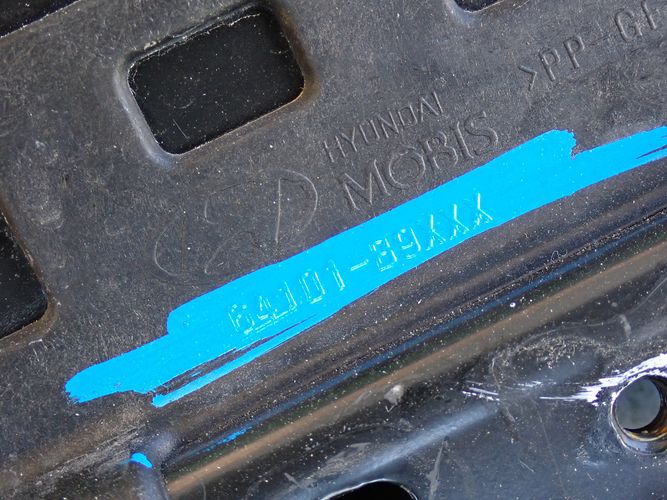 >PP-GF
HYUNDAI
MOBIS
64101-B9XXX